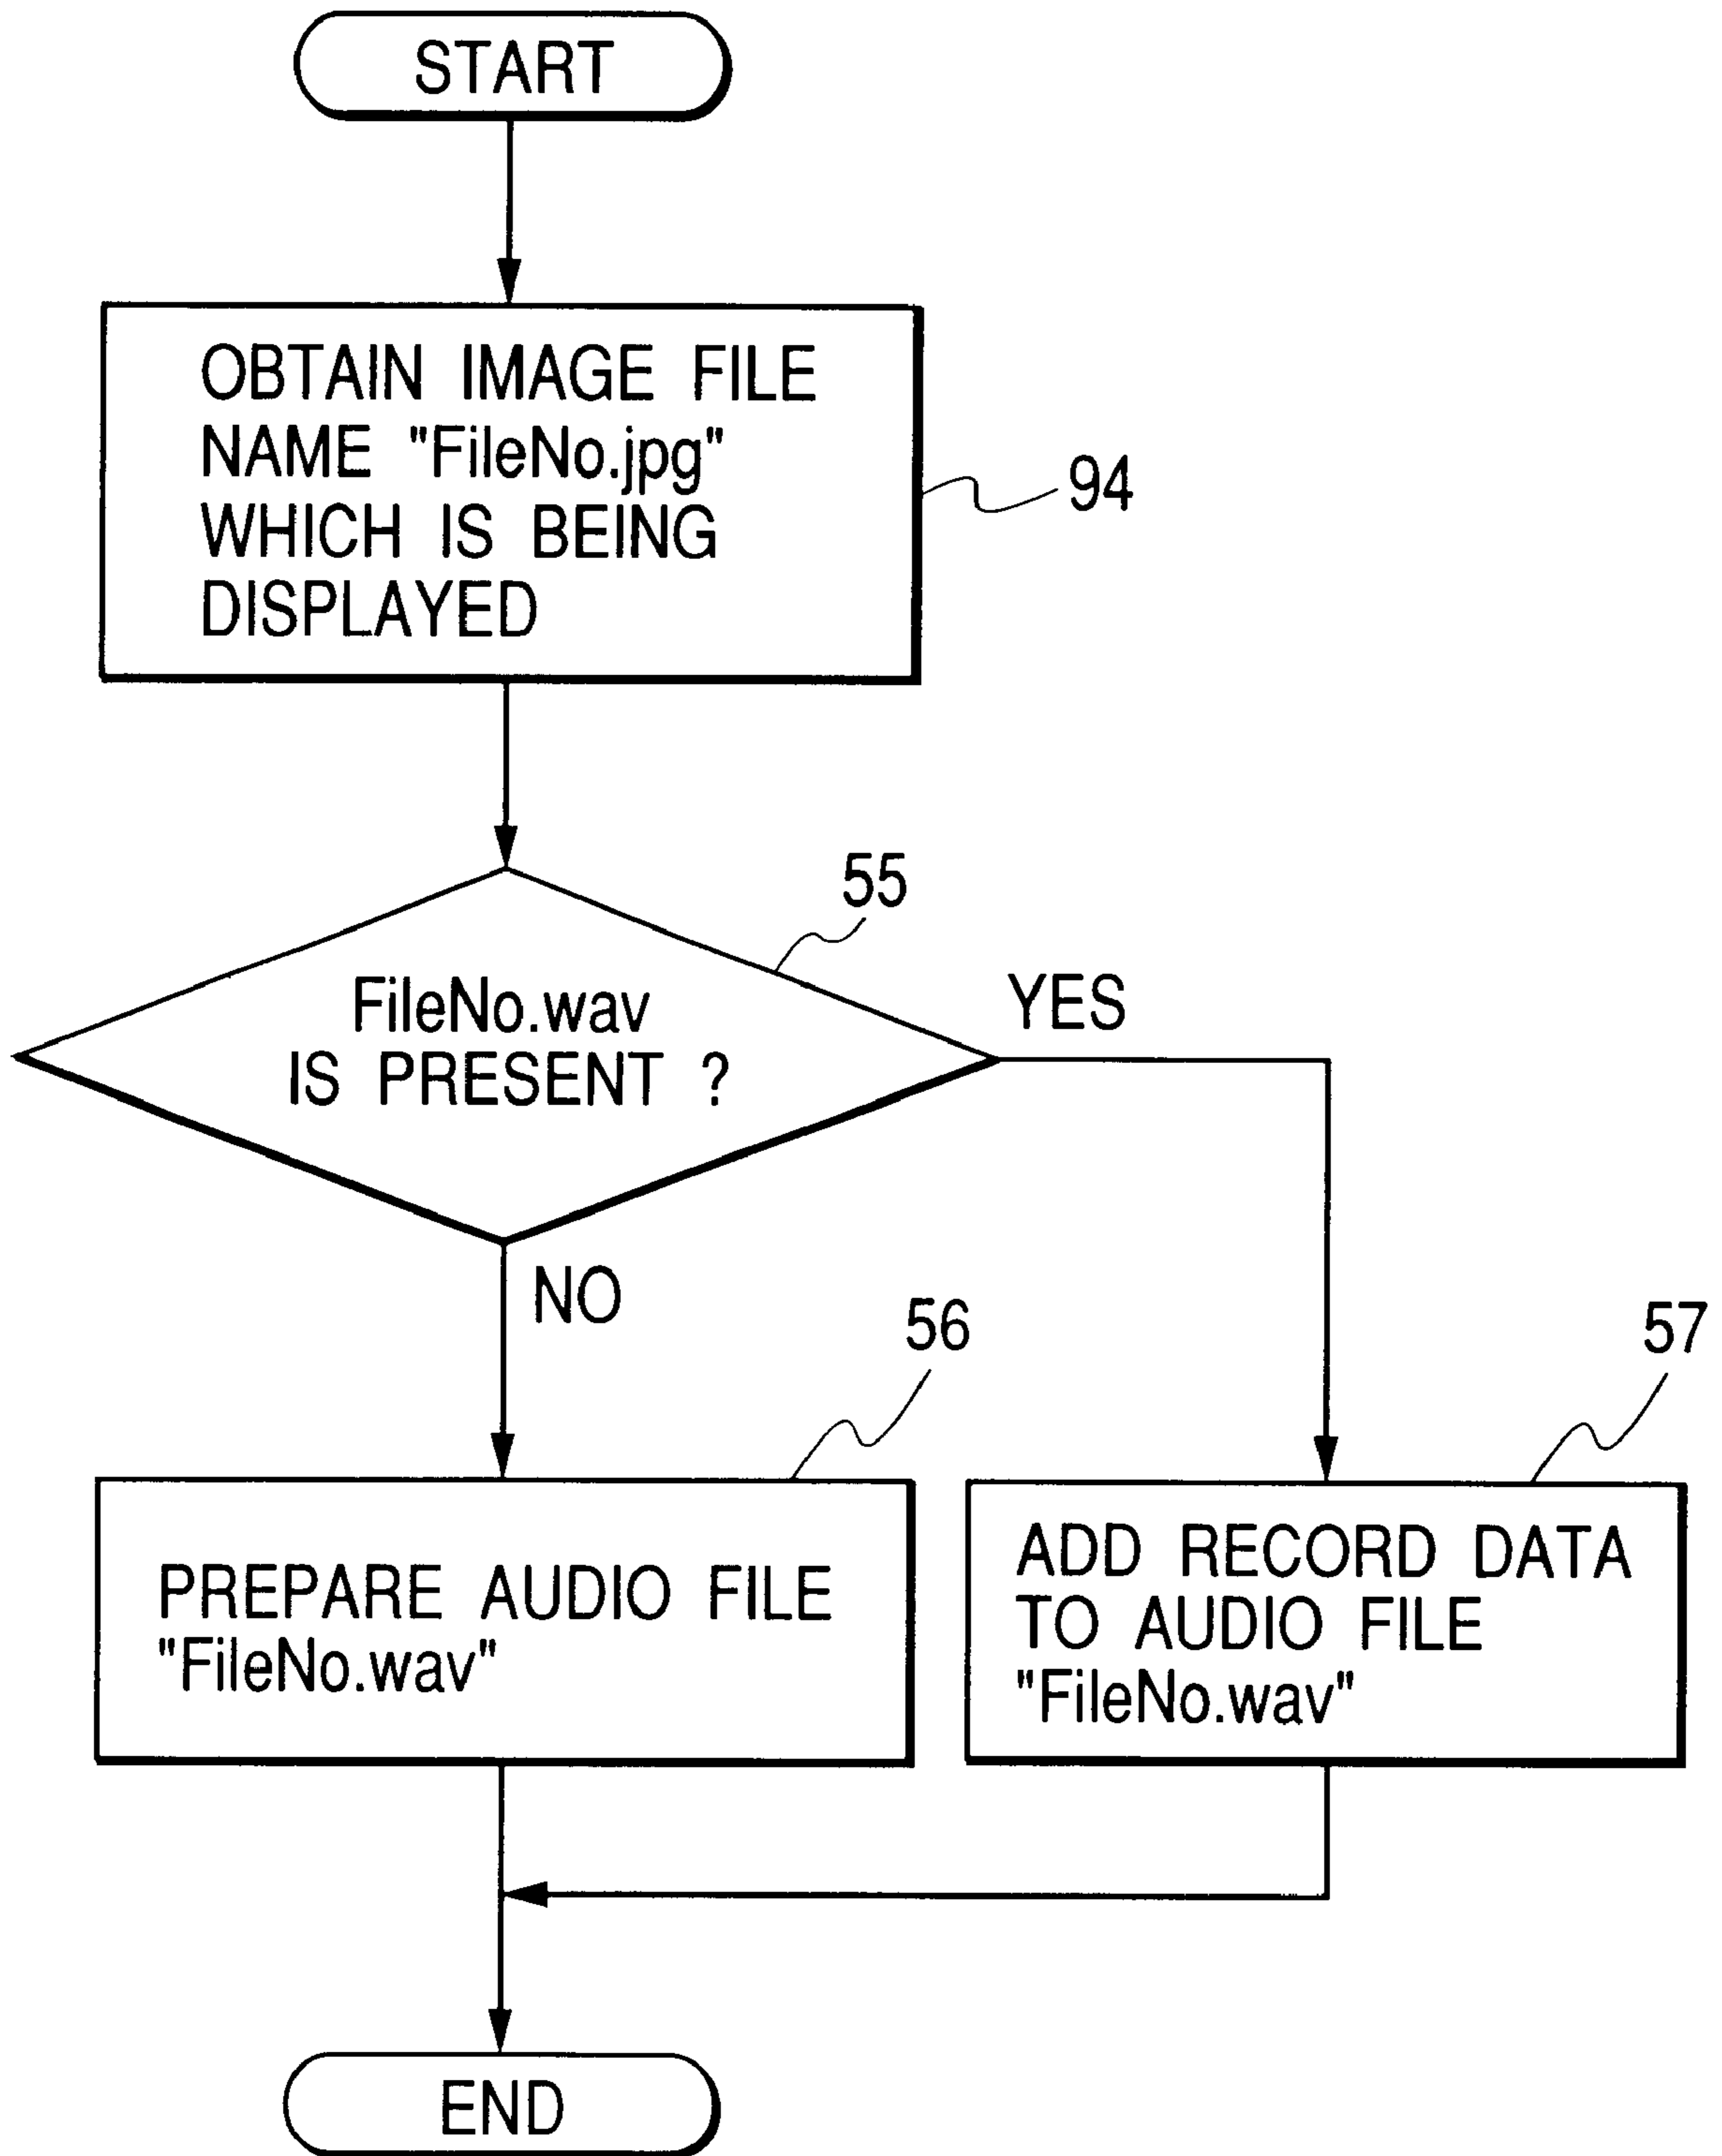 START
OBTAIN IMAGE FILE
NAME "FileNo.jpg"
WHICH IS BEING
DISPLAYED
94
55
FileNo.wav
IS PRESENT ?
YES
NO
56
57
PREPARE AUDIO FILE
"FileNo.wav"
ADD RECORD DATA
TO AUDIO FILE
"FileNo.wav"
END